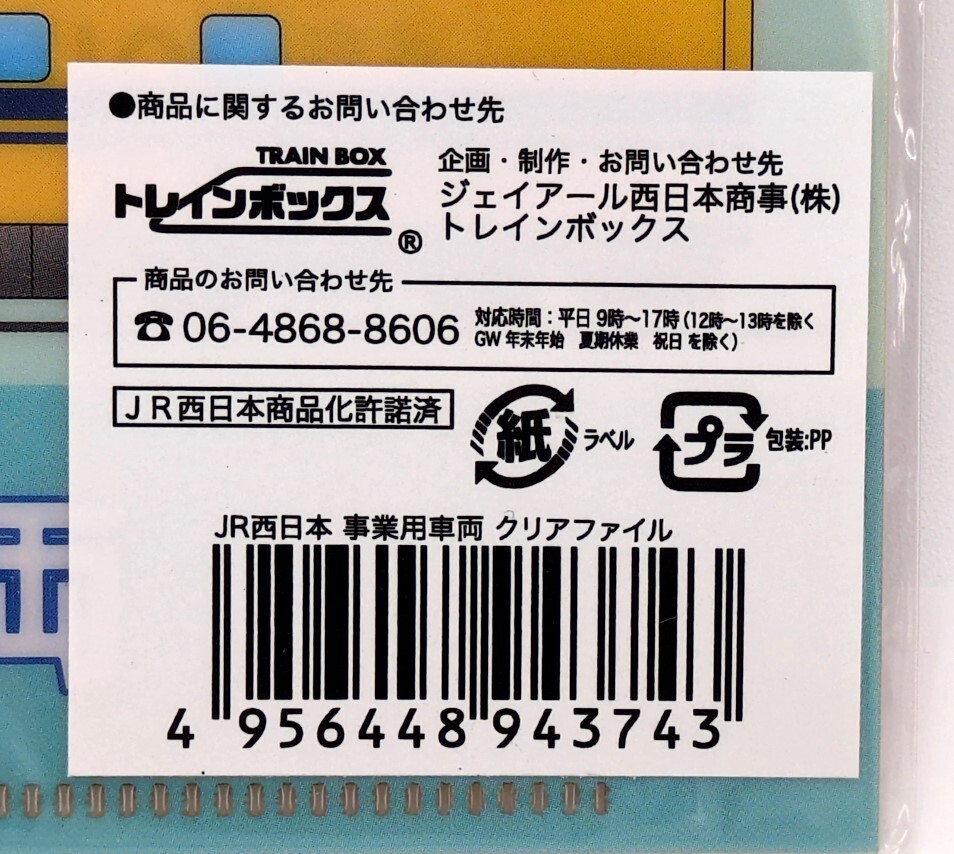 ●商品に関するお問い合わせ先
TRAIN BOX
トレインボックス®
企画・制作・お問い合わせ先
ジェイアール西日本商事(株)
トレインボックス
商品のお問い合わせ先
☎06-4868-8606
対応時間：平日 9時～17時 (12時～13時を除く
GW 年末年始 夏期休業 祝日 を除く)
ＪＲ西日本商品化許諾済
紙 ラベル
プラ 包装:PP
JR西日本 事業用車両 クリアファイル
4 956448 943743